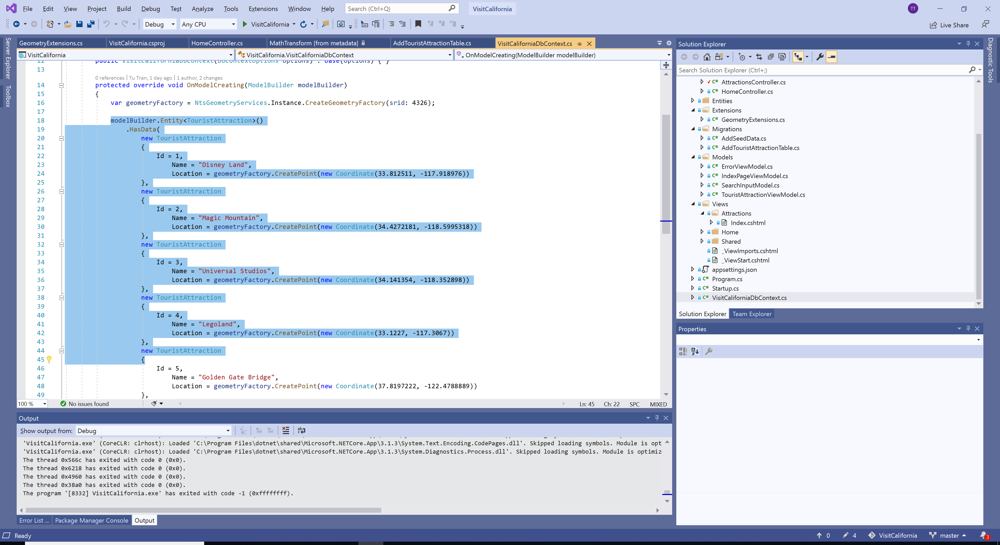 File Edit View Project Build Debug Test Analyze Tools Extensions Window Help Search (Ctrl+Q) VisitCalifornia TT
Debug Any CPU VisitCalifornia Live Share
Server Explorer
Toolbox
GeometryExtensions.cs VisitCalifornia.csproj HomeController.cs MathTransform [from metadata] AddTouristAttractionTable.cs VisitCaliforniaDbContext.cs
VisitCalifornia VisitCalifornia.VisitCaliforniaDbContext OnModelCreating(ModelBuilder modelBuilder)
12 public VisitCaliforniaDbContext(DbContextOptions options) : base(options) { }
13
0 references | Tu Tran, 1 day ago | 1 author, 2 changes
14 protected override void OnModelCreating(ModelBuilder modelBuilder)
15 {
16 var geometryFactory = NtsGeometryServices.Instance.CreateGeometryFactory(srid: 4326);
17
18 modelBuilder.Entity<TouristAttraction>()
19 .HasData(
20 new TouristAttraction
21 {
22 Id = 1,
23 Name = "Disney Land",
24 Location = geometryFactory.CreatePoint(new Coordinate(33.812511, -117.918976))
25 },
26 new TouristAttraction
27 {
28 Id = 2,
29 Name = "Magic Mountain",
30 Location = geometryFactory.CreatePoint(new Coordinate(34.4272181, -118.5995318))
31 },
32 new TouristAttraction
33 {
34 Id = 3,
35 Name = "Universal Studios",
36 Location = geometryFactory.CreatePoint(new Coordinate(34.141354, -118.352898))
37 },
38 new TouristAttraction
39 {
40 Id = 4,
41 Name = "Legoland",
42 Location = geometryFactory.CreatePoint(new Coordinate(33.1227, -117.3067))
43 },
44 new TouristAttraction
45 {
46 Id = 5,
47 Name = "Golden Gate Bridge",
48 Location = geometryFactory.CreatePoint(new Coordinate(37.8197222, -122.4788889))
49 },
100 % No issues found Ln: 45 Ch: 22 SPC MIXED
Output
Show output from: Debug
'VisitCalifornia.exe' (CoreCLR: clrhost): Loaded 'C:\Program Files\dotnet\shared\Microsoft.NETCore.App\3.1.3\System.Text.Encoding.CodePages.dll'. Skipped loading symbols. Module is opt
'VisitCalifornia.exe' (CoreCLR: clrhost): Loaded 'C:\Program Files\dotnet\shared\Microsoft.NETCore.App\3.1.3\System.Diagnostics.Process.dll'. Skipped loading symbols. Module is optimiz
The thread 0x566c has exited with code 0 (0x0).
The thread 0x6218 has exited with code 0 (0x0).
The thread 0x4960 has exited with code 0 (0x0).
The thread 0x38a0 has exited with code 0 (0x0).
The program '[8332] VisitCalifornia.exe' has exited with code -1 (0xffffffff).
Error List ... Package Manager Console Output
Solution Explorer
Search Solution Explorer (Ctrl+;)
C# AttractionsController.cs
C# HomeController.cs
Entities
Extensions
C# GeometryExtensions.cs
Migrations
C# AddSeedData.cs
C# AddTouristAttractionTable.cs
Models
C# ErrorViewModel.cs
C# IndexPageViewModel.cs
C# SearchInputModel.cs
C# TouristAttractionViewModel.cs
Views
Attractions
Index.cshtml
Home
Shared
_ViewImports.cshtml
_ViewStart.cshtml
appsettings.json
C# Program.cs
C# Startup.cs
C# VisitCaliforniaDbContext.cs
Solution Explorer Team Explorer
Properties
Diagnostic Tools
Ready 0 4 VisitCalifornia master 3